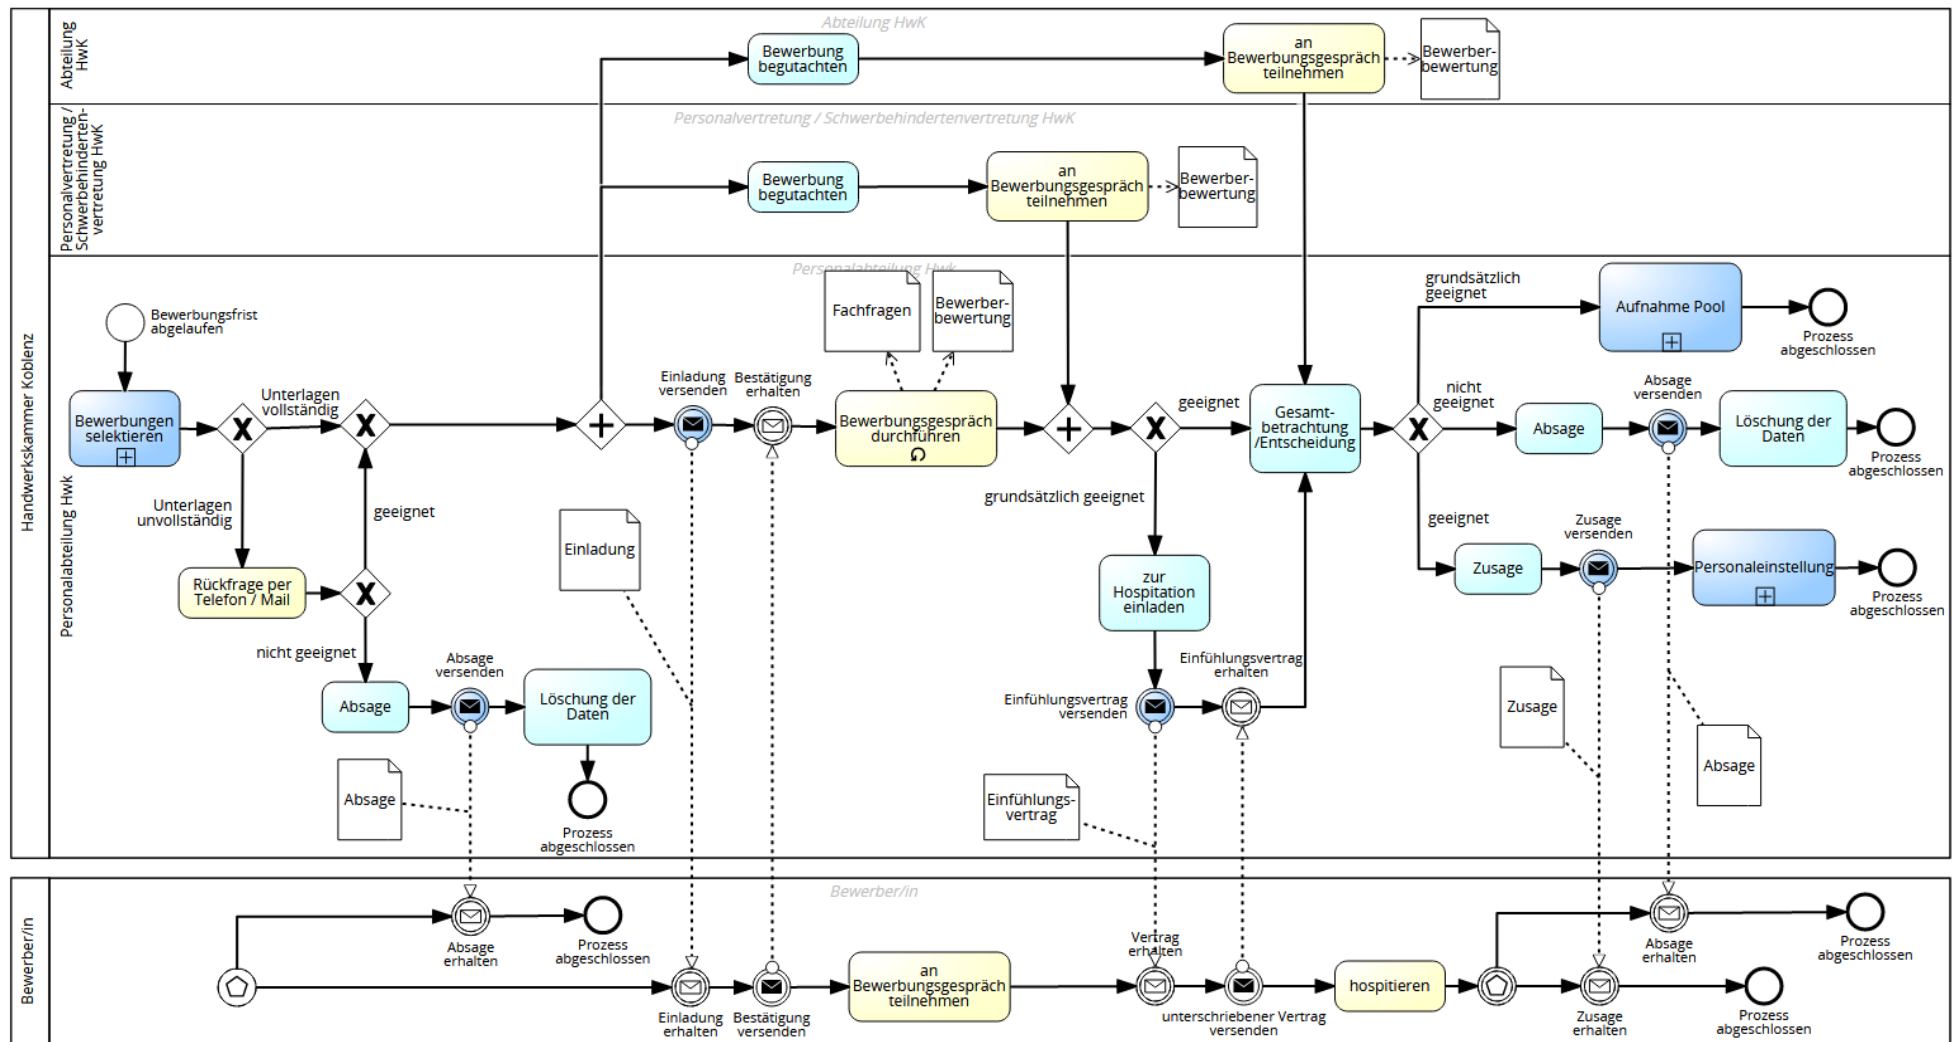 Handwerkskammer Koblenz
Abteilung
HwK
Abteilung HwK
Bewerbung
begutachten
an
Bewerbungsgespräch
teilnehmen
Bewerber-
bewertung
Personalvertretung /
Schwerbehinderten-
vertretung HwK
Personalvertretung / Schwerbehindertenvertretung HwK
Bewerbung
begutachten
an
Bewerbungsgespräch
teilnehmen
Bewerber-
bewertung
Personalabteilung Hwk
Personalabteilung Hwk
Bewerbungsfrist
abgelaufen
Bewerbungen
selektieren
Unterlagen
vollständig
Unterlagen
unvollständig
Rückfrage per
Telefon / Mail
geeignet
nicht geeignet
Absage
Absage
versenden
Löschung der
Daten
Prozess
abgeschlossen
Absage
Einladung
versenden
Bestätigung
erhalten
Einladung
Fachfragen
Bewerber-
bewertung
Bewerbungsgespräch
durchführen
geeignet
grundsätzlich geeignet
zur
Hospitation
einladen
Einfühlungsvertrag
versenden
Einfühlungsvertrag
erhalten
Einfühlungs-
vertrag
Gesamt-
betrachtung
/Entscheidung
grundsätzlich
geeignet
Aufnahme Pool
Prozess
abgeschlossen
nicht
geeignet
Absage
Absage
versenden
Löschung der
Daten
Prozess
abgeschlossen
geeignet
Zusage
Zusage
versenden
Personaleinstellung
Prozess
abgeschlossen
Zusage
Absage
Bewerber/in
Bewerber/in
Absage
erhalten
Prozess
abgeschlossen
Einladung
erhalten
Bestätigung
versenden
an
Bewerbungsgespräch
teilnehmen
Vertrag
erhalten
unterschriebener Vertrag
versenden
hospitieren
Absage
erhalten
Prozess
abgeschlossen
Zusage
erhalten
Prozess
abgeschlossen